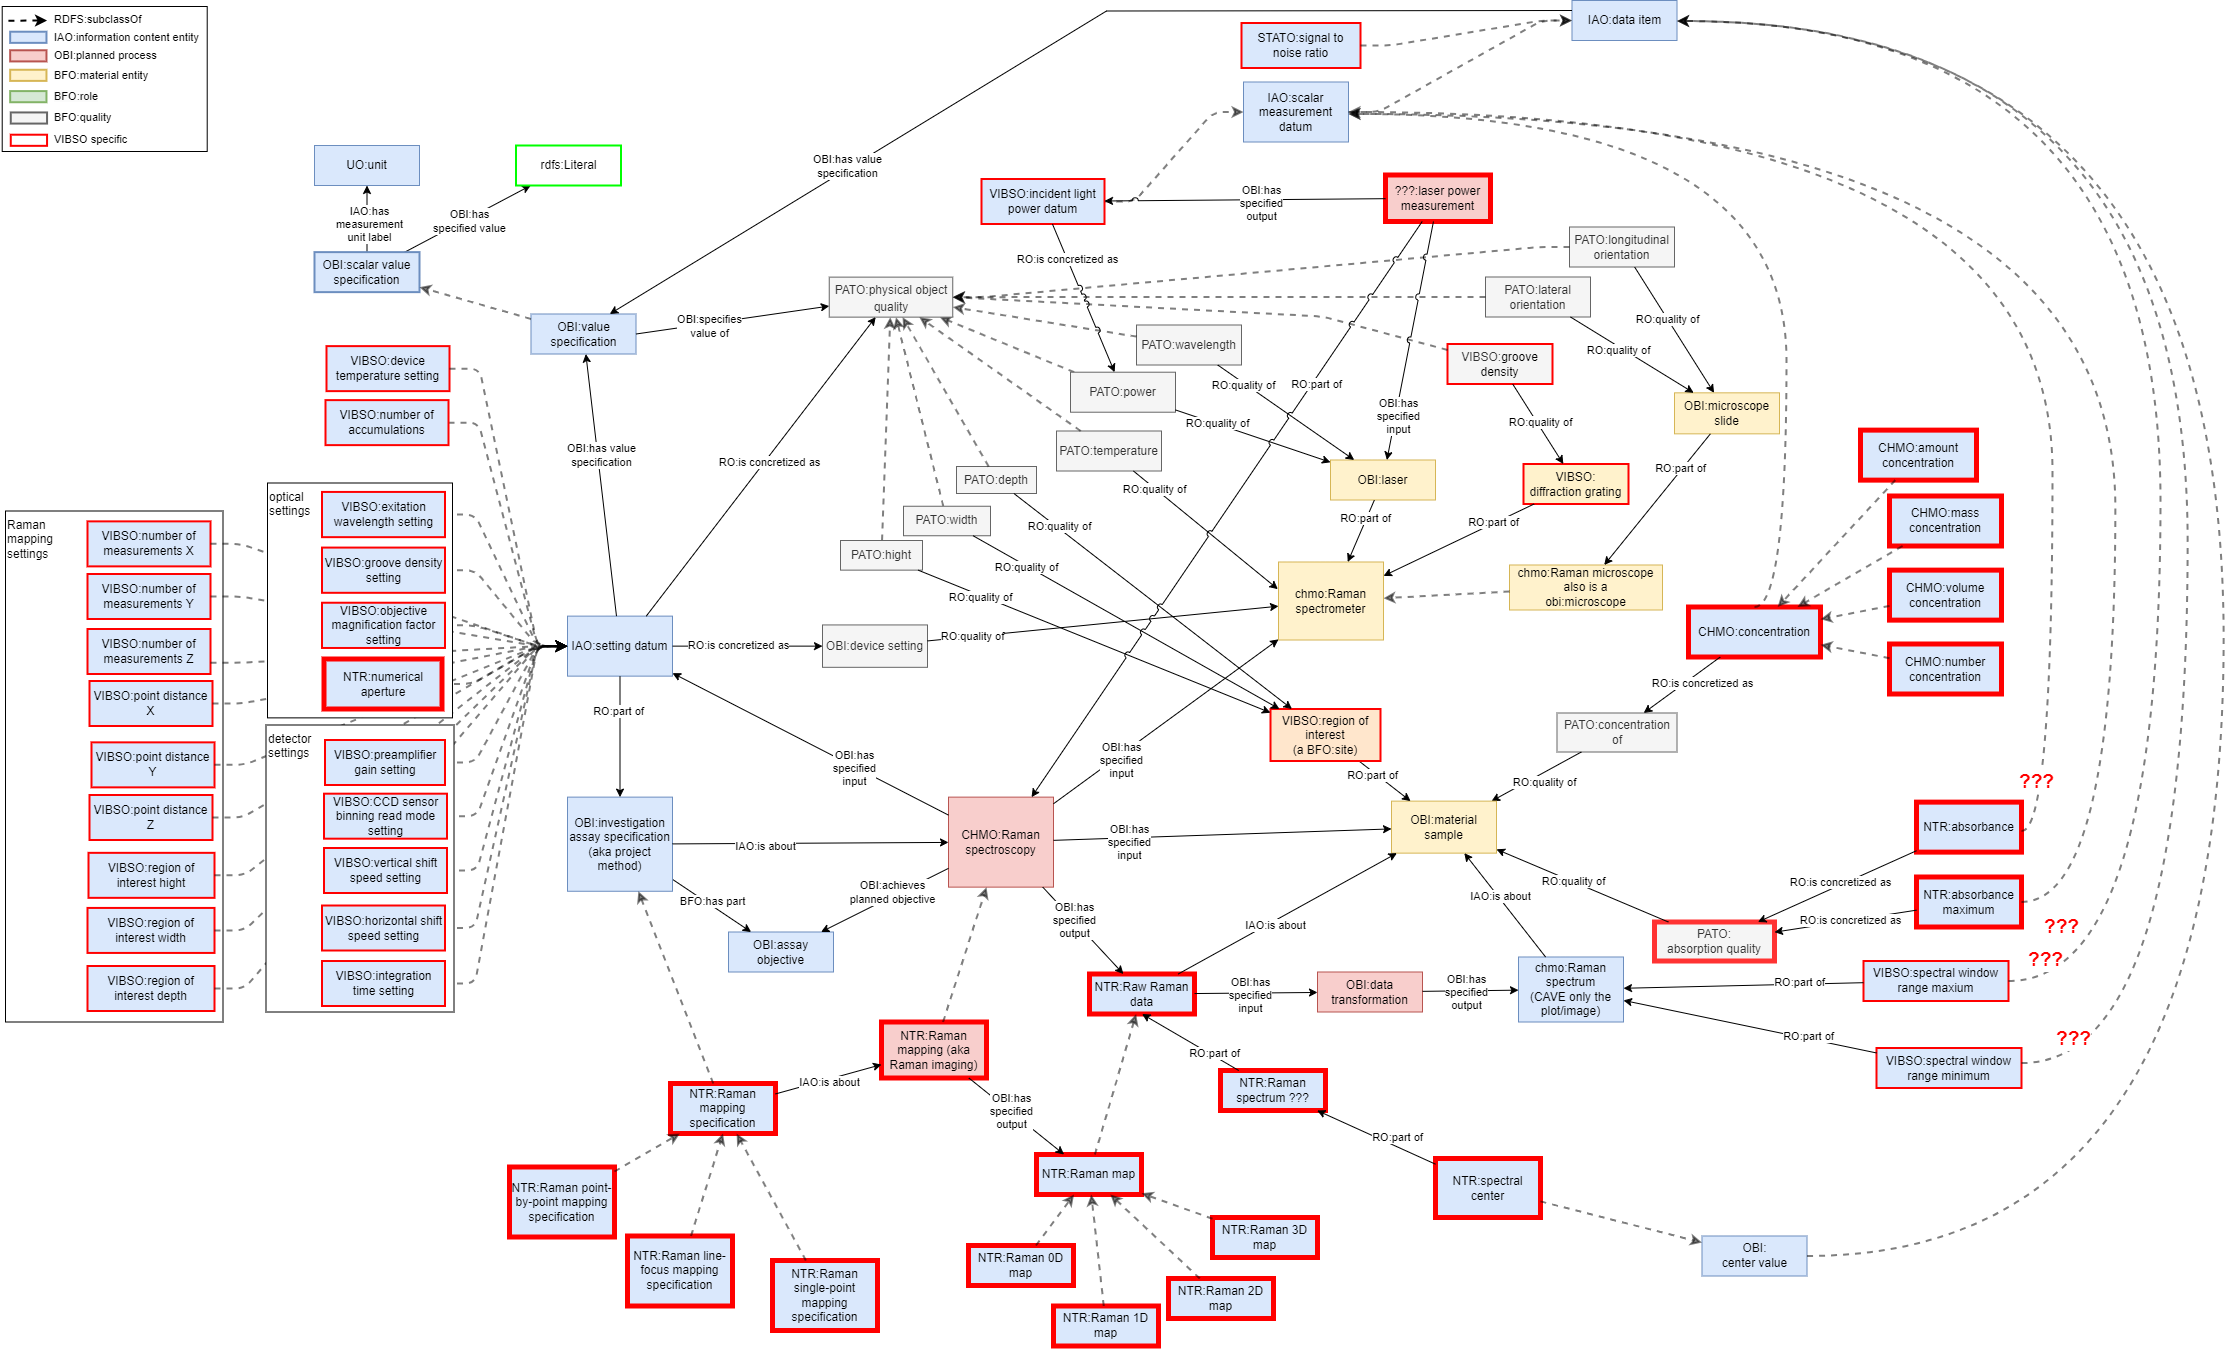 RDFS:subclassOf
IAO:information content entity
OBI:planned process
BFO:material entity
BFO:role
BFO:quality
VIBSO specific
IAO:data item
STATO:signal to
noise ratio
IAO:scalar
measurement
datum
OBI:has value
specification
UO:unit
rdfs:Literal
IAO:has
measurement
unit label
OBI:has
specified value
OBI:scalar value
specification
VIBSO:incident light
power datum
OBI:has
specified
output
???:laser power
measurement
RO:is concretized as
PATO:longitudinal
orientation
PATO:lateral
orientation
PATO:physical object
quality
OBI:specifies
value of
OBI:value
specification
RO:quality of
RO:quality of
PATO:wavelength
VIBSO:groove
density
VIBSO:device
temperature setting
VIBSO:number of
accumulations
PATO:power
RO:quality of
RO:part of
RO:quality of
OBI:has
specified
input
RO:quality of
OBI:microscope
slide
OBI:has value
specification
RO:is concretized as
PATO:temperature
PATO:depth
RO:quality of
OBI:laser
VIBSO:
diffraction grating
RO:part of
CHMO:amount
concentration
CHMO:mass
concentration
CHMO:volume
concentration
CHMO:number
concentration
optical
settings
VIBSO:exitation
wavelength setting
VIBSO:groove density
setting
VIBSO:objective
magnification factor
setting
NTR:numerical
aperture
Raman
mapping
settings
VIBSO:number of
measurements X
VIBSO:number of
measurements Y
VIBSO:number of
measurements Z
VIBSO:point distance
X
VIBSO:point distance
Y
VIBSO:point distance
Z
VIBSO:region of
interest hight
VIBSO:region of
interest width
VIBSO:region of
interest depth
detector
settings
VIBSO:preamplifier
gain setting
VIBSO:CCD sensor
binning read mode
setting
VIBSO:vertical shift
speed setting
VIBSO:horizontal shift
speed setting
VIBSO:integration
time setting
PATO:width
RO:quality of
PATO:hight
RO:quality of
RO:quality of
RO:part of
RO:part of
chmo:Raman
spectrometer
chmo:Raman microscope
also is a
obi:microscope
IAO:setting datum
RO:is concretized as
OBI:device setting
RO:quality of
CHMO:concentration
RO:is concretized as
RO:part of
VIBSO:region of
interest
(a BFO:site)
PATO:concentration
of
OBI:has
specified
input
OBI:has
specified
input
RO:part of
RO:quality of
OBI:investigation
assay specification
(aka project
method)
IAO:is about
CHMO:Raman
spectroscopy
OBI:has
specified
input
OBI:material
sample
???
NTR:absorbance
RO:is concretized as
NTR:absorbance
maximum
RO:is concretized as
RO:quality of
PATO:
absorption quality
BFO:has part
OBI:achieves
planned objective
OBI:assay
objective
OBI:has
specified
output
IAO:is about
IAO:is about
???
???
NTR:Raw Raman
data
OBI:has
specified
input
OBI:data
transformation
OBI:has
specified
output
chmo:Raman
spectrum
(CAVE only the
plot/image)
RO:part of
VIBSO:spectral window
range maxium
RO:part of
???
VIBSO:spectral window
range minimum
NTR:Raman
mapping (aka
Raman imaging)
IAO:is about
NTR:Raman
mapping
specification
RO:part of
NTR:Raman
spectrum ???
OBI:has
specified
output
RO:part of
NTR:Raman map
NTR:spectral
center
NTR:Raman point-
by-point mapping
specification
NTR:Raman line-
focus mapping
specification
NTR:Raman
single-point
mapping
specification
NTR:Raman 0D
map
NTR:Raman 1D
map
NTR:Raman 2D
map
NTR:Raman 3D
map
OBI:
center value